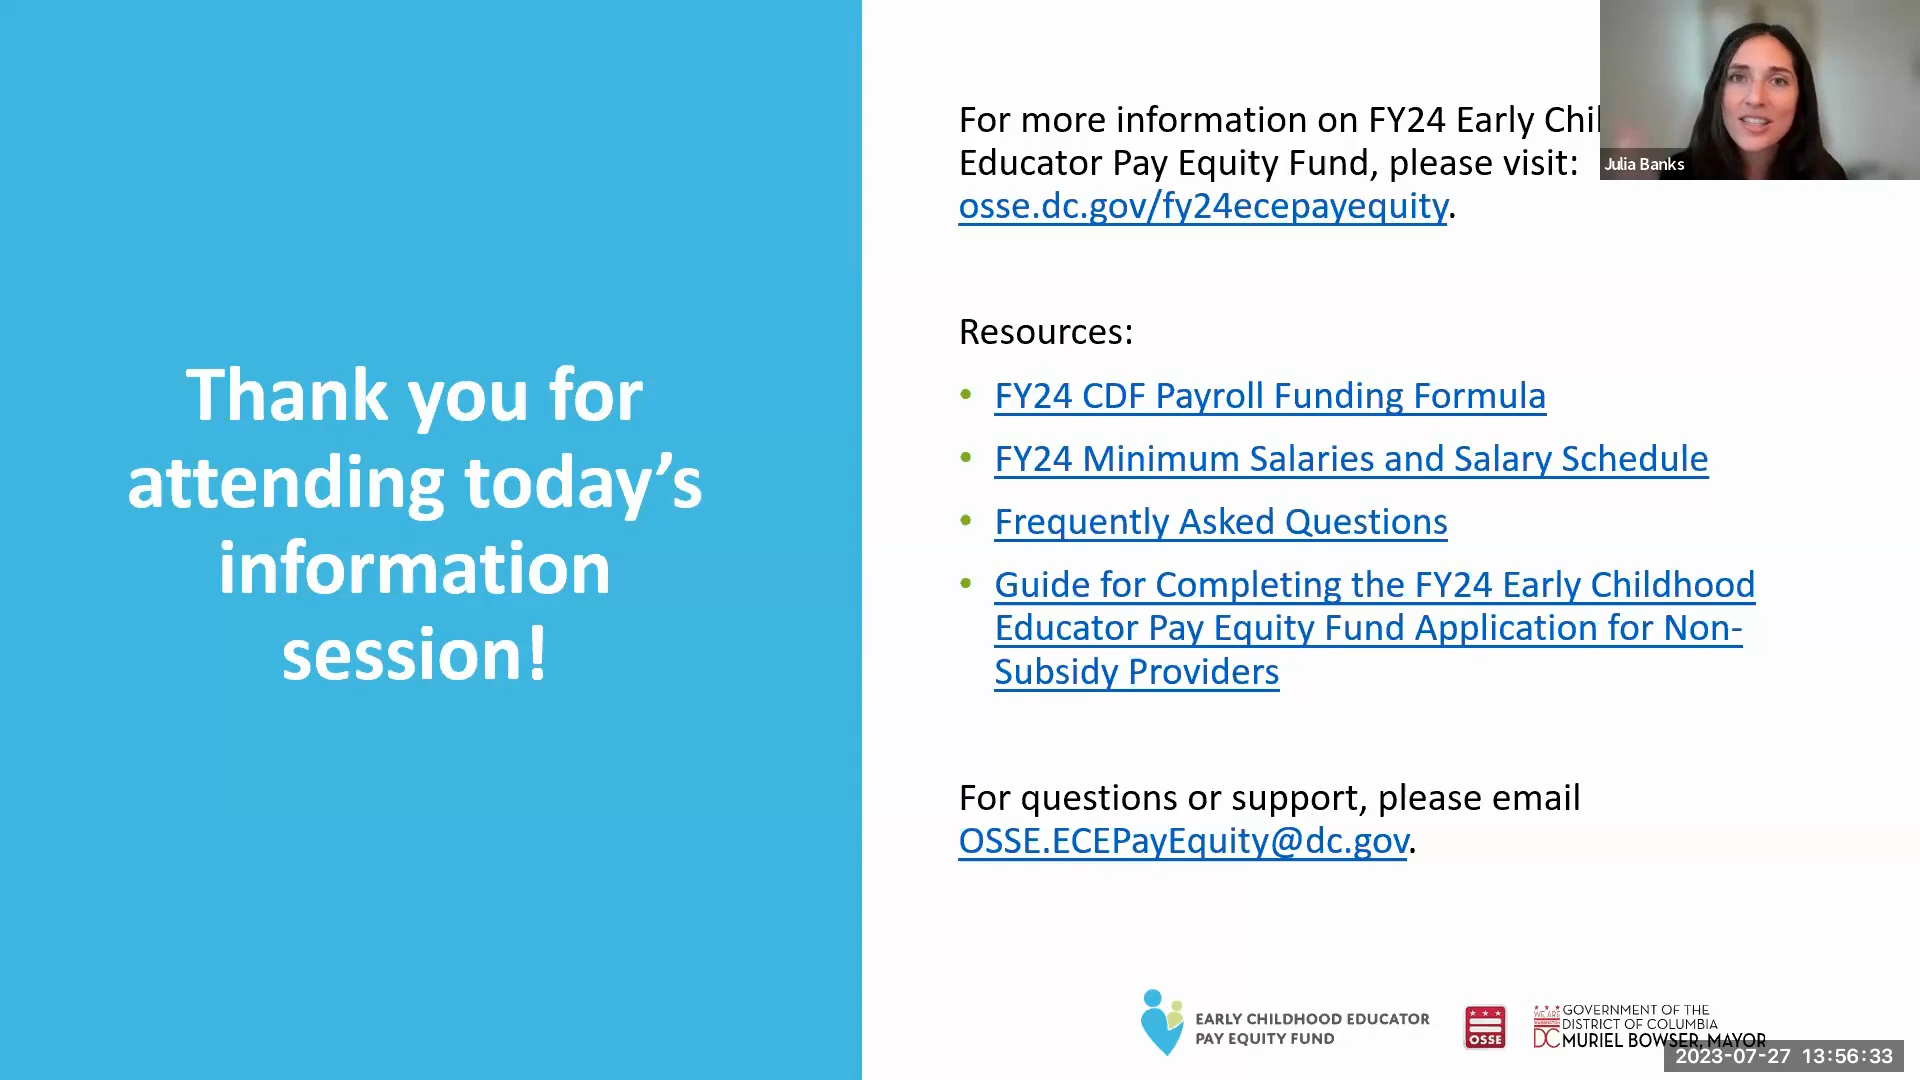 Thank you for
attending today’s
information
session!
For more information on FY24 Early Chil
Educator Pay Equity Fund, please visit:
osse.dc.gov/fy24ecepayequity.
Resources:
• FY24 CDF Payroll Funding Formula
• FY24 Minimum Salaries and Salary Schedule
• Frequently Asked Questions
• Guide for Completing the FY24 Early Childhood
Educator Pay Equity Fund Application for Non-
Subsidy Providers
For questions or support, please email
OSSE.ECEPayEquity@dc.gov.
Julia Banks
EARLY CHILDHOOD EDUCATOR
PAY EQUITY FUND
OSSE
WE ARE
WASHINGTON
DC
GOVERNMENT OF THE
DISTRICT OF COLUMBIA
MURIEL BOWSER, MAYOR
2023-07-27 13:56:33